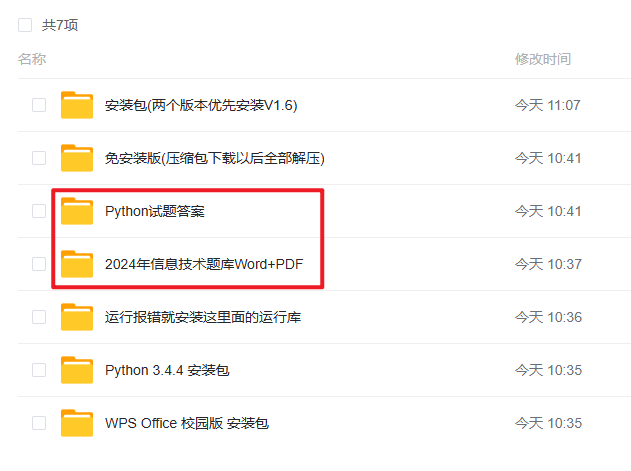 共7项
名称 修改时间
安装包(两个版本优先安装V1.6) 今天 11:07
免安装版(压缩包下载以后全部解压) 今天 10:41
Python试题答案 今天 10:41
2024年信息技术题库Word+PDF 今天 10:37
运行报错就安装这里面的运行库 今天 10:36
Python 3.4.4 安装包 今天 10:35
WPS Office 校园版 安装包 今天 10:35